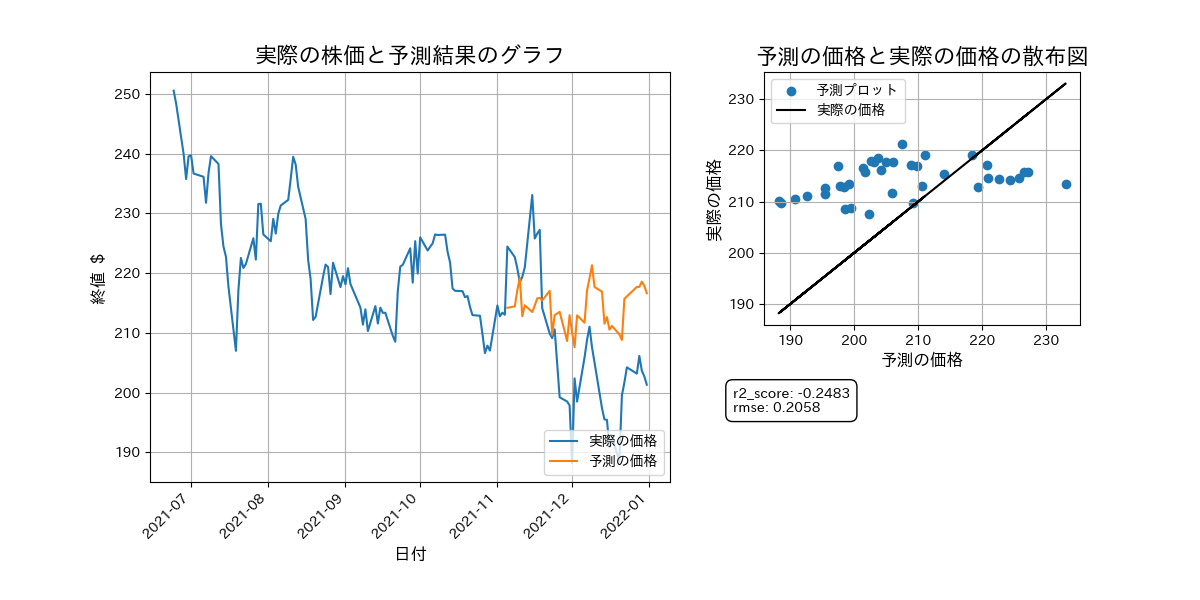 実際の株価と予測結果のグラフ
終値 $
250
240
230
220
210
200
190
2021-07
2021-08
2021-09
2021-10
2021-11
2021-12
2022-01
日付
実際の価格
予測の価格
予測の価格と実際の価格の散布図
実際の価格
230
220
210
200
190
190
200
210
220
230
予測の価格
予測プロット
実際の価格
r2_score: -0.2483
rmse: 0.2058